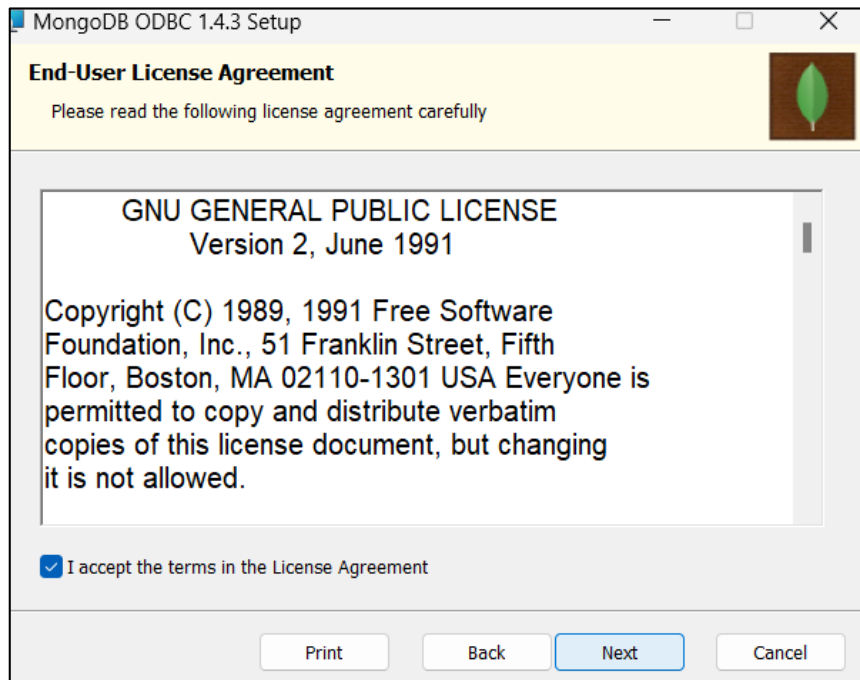 MongoDB ODBC 1.4.3 Setup
End-User License Agreement
Please read the following license agreement carefully
GNU GENERAL PUBLIC LICENSE
Version 2, June 1991
Copyright (C) 1989, 1991 Free Software
Foundation, Inc., 51 Franklin Street, Fifth
Floor, Boston, MA 02110-1301 USA Everyone is
permitted to copy and distribute verbatim
copies of this license document, but changing
it is not allowed.
I accept the terms in the License Agreement
Print Back Next Cancel